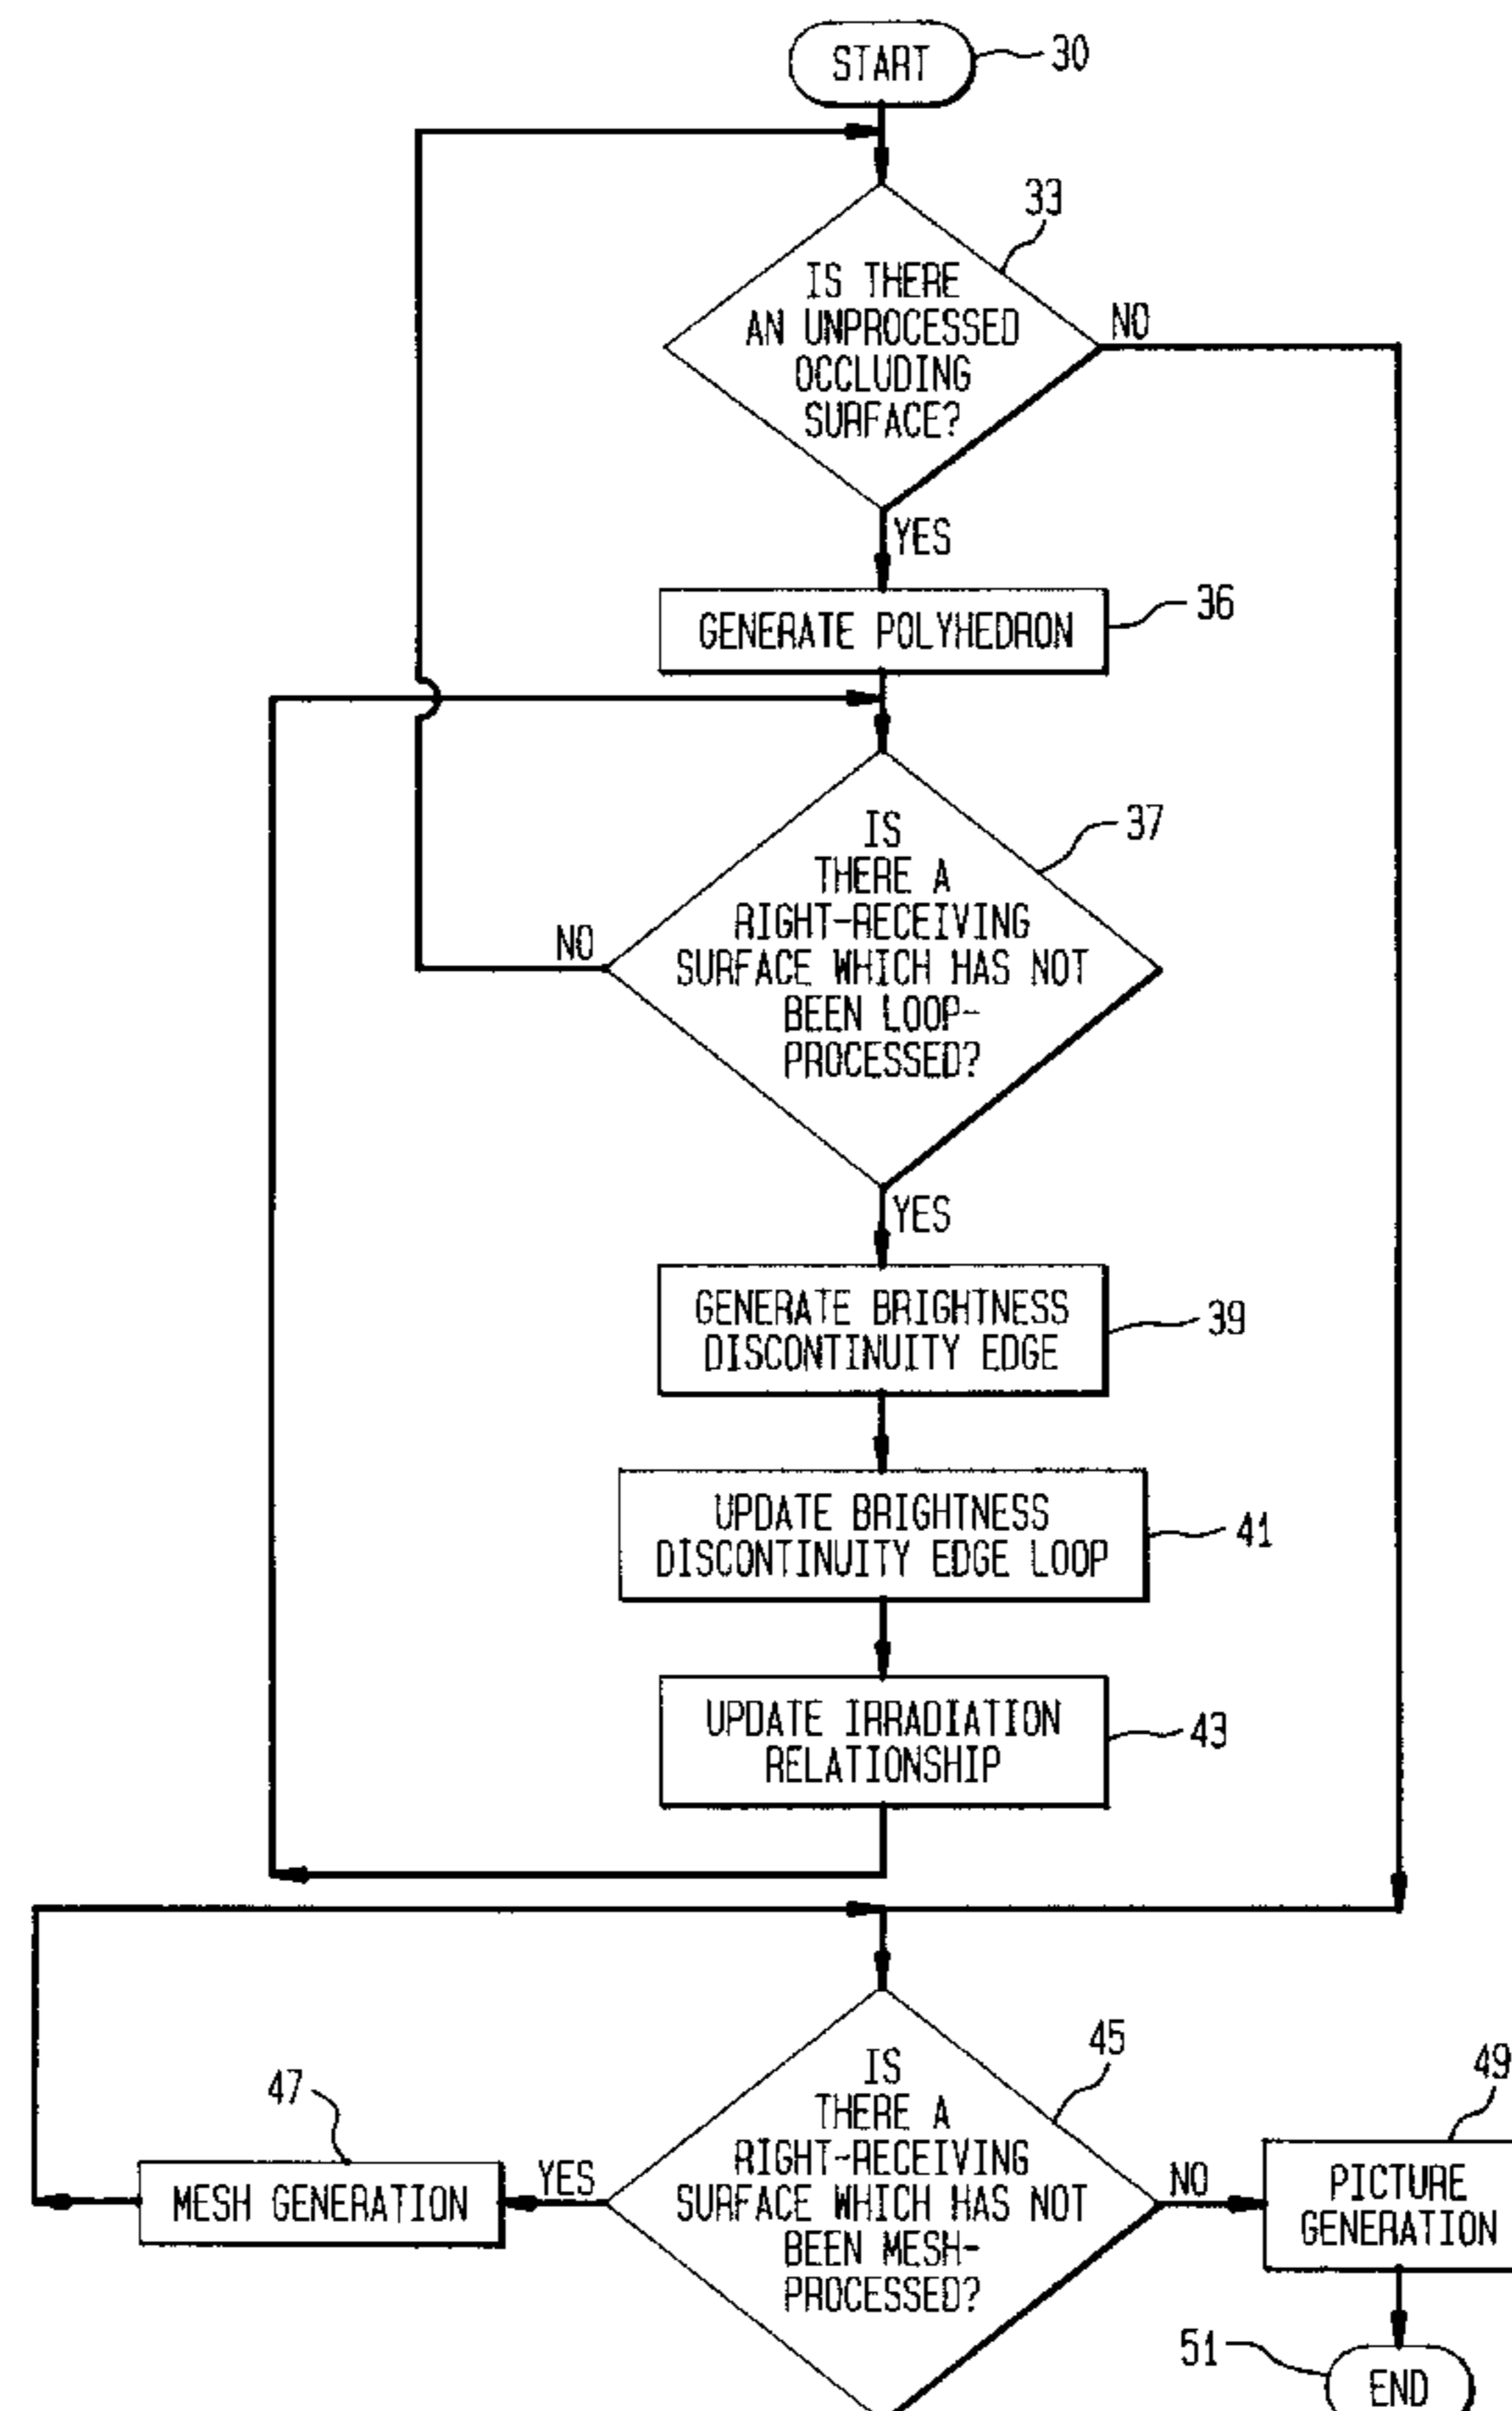 START
30
33
IS THERE
AN UNPROCESSED
OCCLUDING
SURFACE?
NO
YES
GENERATE POLYHEDRON
36
37
IS
THERE A
RIGHT-RECEIVING
SURFACE WHICH HAS NOT
BEEN LOOP-
PROCESSED?
NO
YES
GENERATE BRIGHTNESS
DISCONTINUITY EDGE
39
UPDATE BRIGHTNESS
DISCONTINUITY EDGE LOOP
41
UPDATE IRRADIATION
RELATIONSHIP
43
45
IS
THERE A
RIGHT-RECEIVING
SURFACE WHICH HAS NOT
BEEN MESH-
PROCESSED?
47
MESH GENERATION
YES
NO
49
PICTURE
GENERATION
51
END